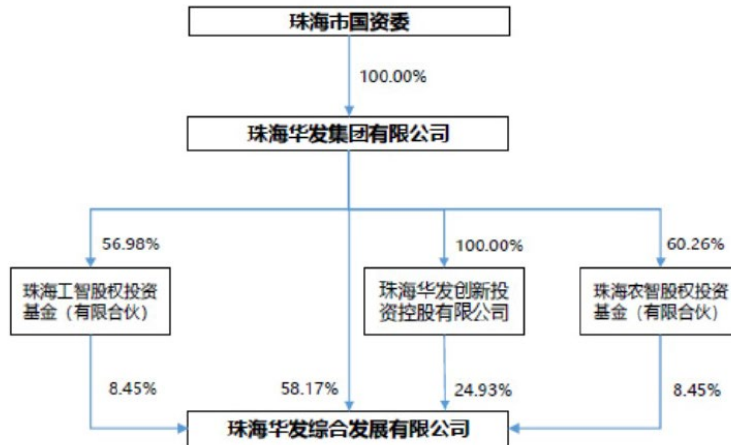 珠海市国资委
100.00%
珠海华发集团有限公司
56.98%
100.00%
60.26%
珠海工智股权投资
基金（有限合伙）
珠海华发创新投
资控股有限公司
珠海农智股权投资
基金（有限合伙）
8.45%
58.17%
24.93%
8.45%
珠海华发综合发展有限公司